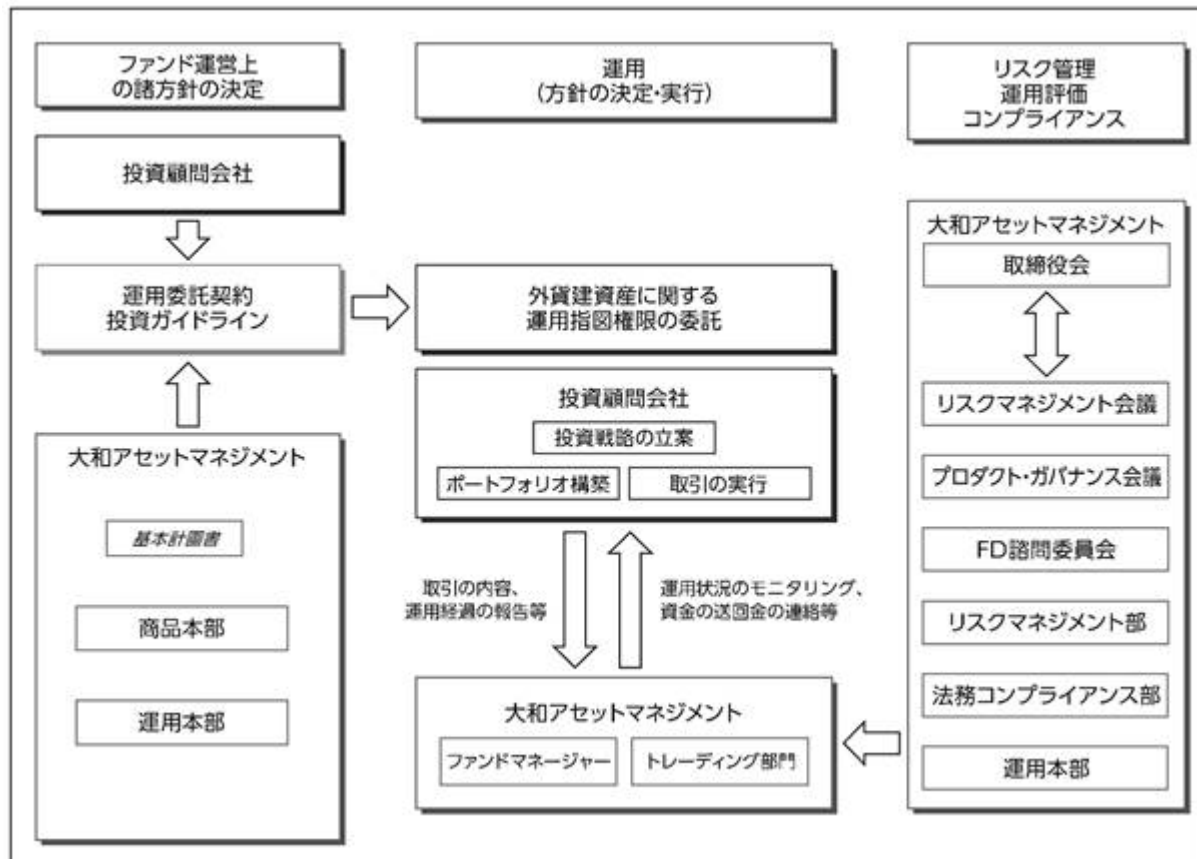 ファンド運営上
の諸方針の決定
投資顧問会社
運用委託契約
投資ガイドライン
大和アセットマネジメント
基本計画書
商品本部
運用本部
運用
(方針の決定・実行)
外貨建資産に関する
運用指図権限の委託
投資顧問会社
投資戦略の立案
ポートフォリオ構築
取引の実行
取引の内容、
運用経過の報告等
運用状況のモニタリング、
資金の送回金の連絡等
大和アセットマネジメント
ファンドマネージャー
トレーディング部門
リスク管理
運用評価
コンプライアンス
大和アセットマネジメント
取締役会
リスクマネジメント会議
プロダクト・ガバナンス会議
FD諮問委員会
リスクマネジメント部
法務コンプライアンス部
運用本部